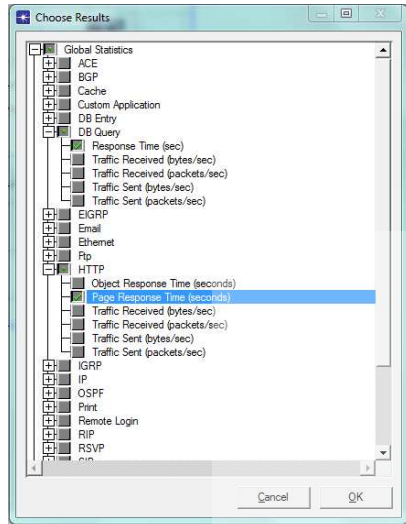 Choose Results
Global Statistics
ACE
BGP
Cache
Custom Application
DB Entry
DB Query
Response Time (sec)
Traffic Received (bytes/sec)
Traffic Received (packets/sec)
Traffic Sent (bytes/sec)
Traffic Sent (packets/sec)
EIGRP
Email
Ethernet
Ftp
HTTP
Object Response Time (seconds)
Page Response Time (seconds)
Traffic Received (bytes/sec)
Traffic Received (packets/sec)
Traffic Sent (bytes/sec)
Traffic Sent (packets/sec)
IGRP
IP
OSPF
Print
Remote Login
RIP
RSVP
Cancel OK